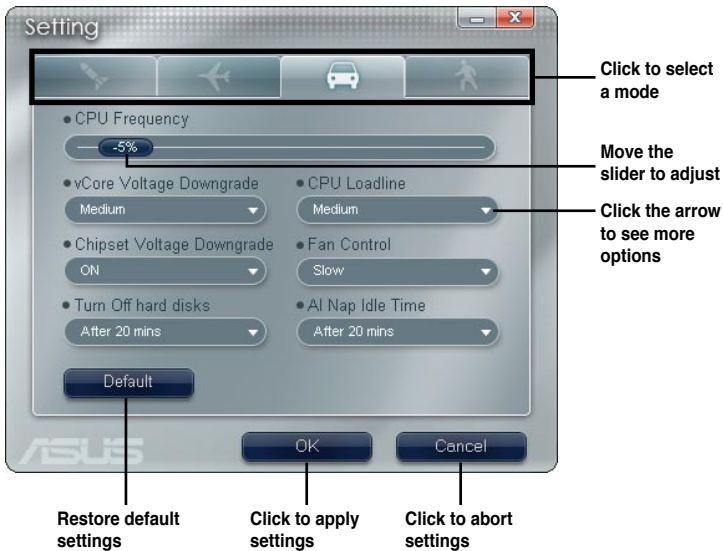 Setting
Click to select
a mode
CPU Frequency
-5%
Move the
slider to adjust
vCore Voltage Downgrade
CPU Loadline
Medium
Medium
Click the arrow
to see more
options
Chipset Voltage Downgrade
Fan Control
ON
Slow
Turn Off hard disks
AI Nap Idle Time
After 20 mins
After 20 mins
Default
ASUS
OK
Cancel
Restore default
settings
Click to apply
settings
Click to abort
settings